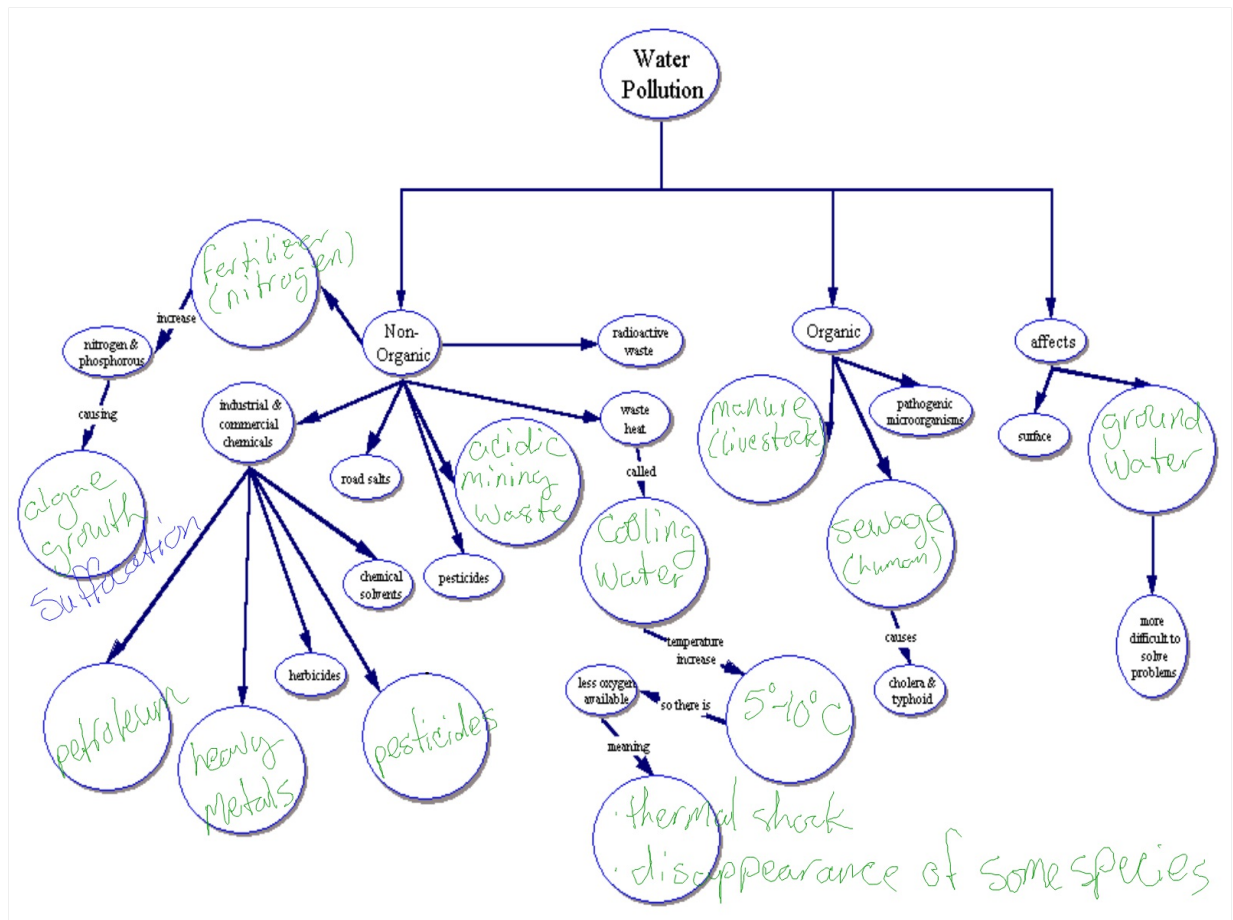 Water
Pollution
fertilizer
(nitrogen)
increase
nitrogen &
phosphorous
causing
algae
growth
suffocation
Non-
Organic
radioactive
waste
industrial &
commercial
chemicals
road salts
acidic
mining
waste
pesticides
waste
heat
called
cooling
water
temperature
increase
5°-10°C
so there is
less oxygen
available
meaning
· thermal shock
· disappearance of some species
petroleum
heavy
metals
herbicides
pesticides
chemical
solvents
Organic
manure
(livestock)
pathogenic
microorganisms
sewage
(human)
causes
cholera &
typhoid
affects
surface
ground
water
more
difficult to
solve
problems